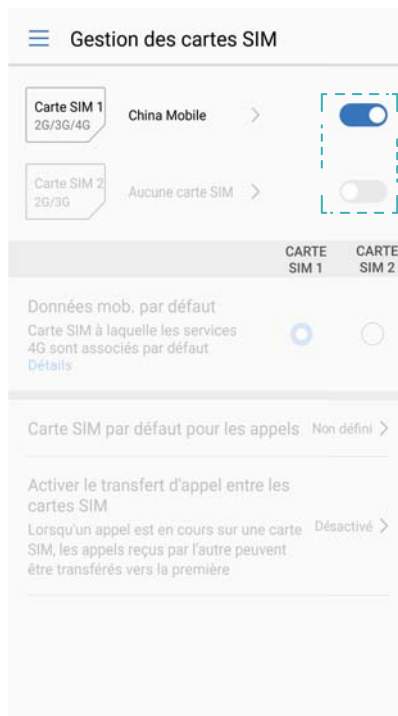 Gestion des cartes SIM
Carte SIM 1
2G/3G/4G
China Mobile
Carte SIM 2
2G/3G
Aucune carte SIM
CARTE SIM 1
CARTE SIM 2
Données mob. par défaut
Carte SIM à laquelle les services
4G sont associés par défaut
Détails
Carte SIM par défaut pour les appels Non défini
Activer le transfert d'appel entre les
cartes SIM
Lorsqu'un appel est en cours sur une carte
SIM, les appels reçus par l'autre peuvent
être transférés vers la première
Désactivé